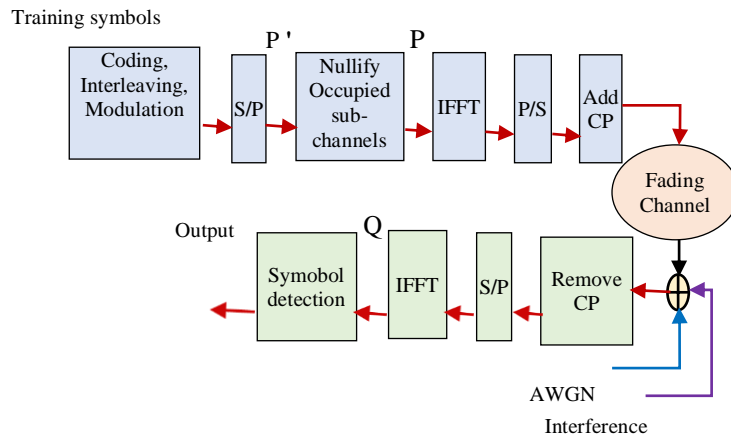 Training symbols
P '
P
Coding,
Interleaving,
Modulation
S/P
Nullify
Occupied
sub-
channels
IFFT
P/S
Add
CP
Fading
Channel
Output
Q
Symobol
detection
IFFT
S/P
Remove
CP
AWGN
Interference